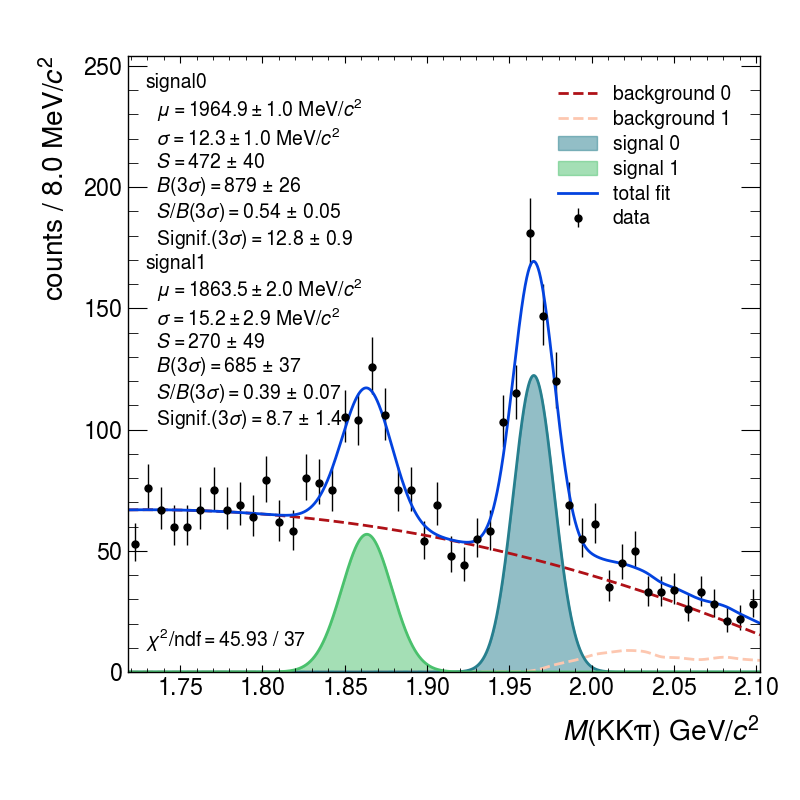 counts / 8.0 MeV/c²
250
200
150
100
50
0
signal0
μ = 1964.9 ± 1.0 MeV/c²
σ = 12.3 ± 1.0 MeV/c²
S = 472 ± 40
B(3σ) = 879 ± 26
S/B(3σ) = 0.54 ± 0.05
Signif.(3σ) = 12.8 ± 0.9
signal1
μ = 1863.5 ± 2.0 MeV/c²
σ = 15.2 ± 2.9 MeV/c²
S = 270 ± 49
B(3σ) = 685 ± 37
S/B(3σ) = 0.39 ± 0.07
Signif.(3σ) = 8.7 ± 1.4
background 0
background 1
signal 0
signal 1
total fit
data
χ²/ndf = 45.93 / 37
1.75 1.80 1.85 1.90 1.95 2.00 2.05 2.10
M(KKπ) GeV/c²